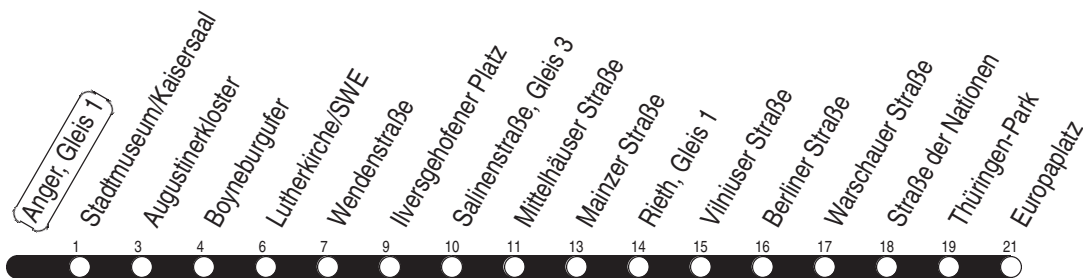 Anger, Gleis 1
Stadtmuseum/Kaisersaal
Augustinerkloster
Boyneburgufer
Lutherkirche/SWE
Wendenstraße
Ilversgehofener Platz
Salinenstraße, Gleis 3
Mittelhäuser Straße
Mainzer Straße
Rieth, Gleis 1
Vilniuser Straße
Berliner Straße
Warschauer Straße
Straße der Nationen
Thüringen-Park
Europaplatz
1 3 4 6 7 9 10 11 13 14 15 16 17 18 19 21